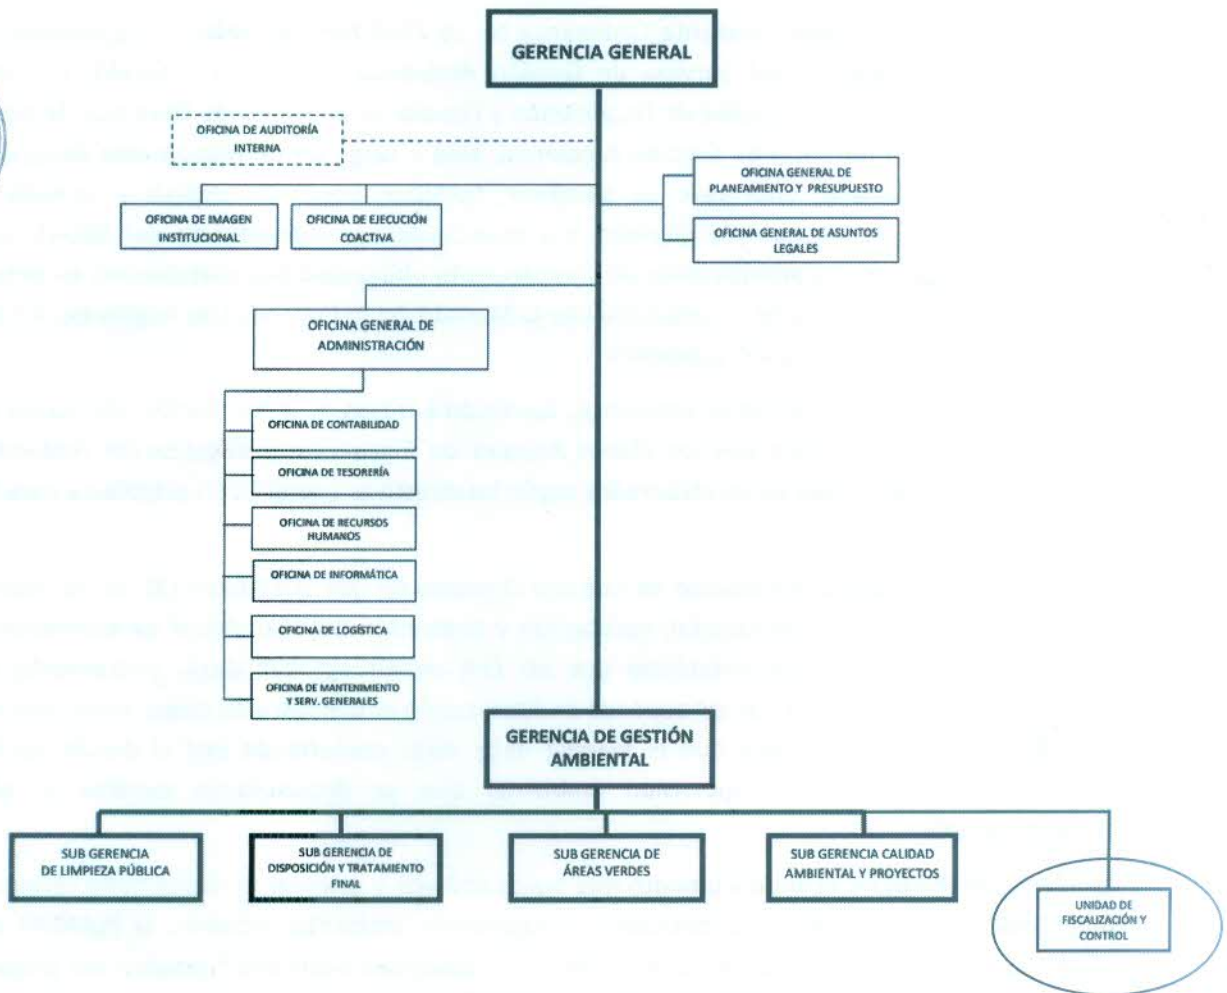 GERENCIA GENERAL
OFICINA DE AUDITORÍA
INTERNA
OFICINA GENERAL DE
PLANEAMIENTO Y PRESUPUESTO
OFICINA DE IMAGEN
INSTITUCIONAL
OFICINA DE EJECUCIÓN
COACTIVA
OFICINA GENERAL DE ASUNTOS
LEGALES
OFICINA GENERAL DE
ADMINISTRACIÓN
OFICINA DE CONTABILIDAD
OFICINA DE TESORERÍA
OFICINA DE RECURSOS
HUMANOS
OFICINA DE INFORMÁTICA
OFICINA DE LOGÍSTICA
OFICINA DE MANTENIMIENTO
Y SERV. GENERALES
GERENCIA DE GESTIÓN
AMBIENTAL
SUB GERENCIA
DE LIMPIEZA PÚBLICA
SUB GERENCIA DE
DISPOSICIÓN Y TRATAMIENTO
FINAL
SUB GERENCIA DE
ÁREAS VERDES
SUB GERENCIA CALIDAD
AMBIENTAL Y PROYECTOS
UNIDAD DE
FISCALIZACIÓN Y
CONTROL